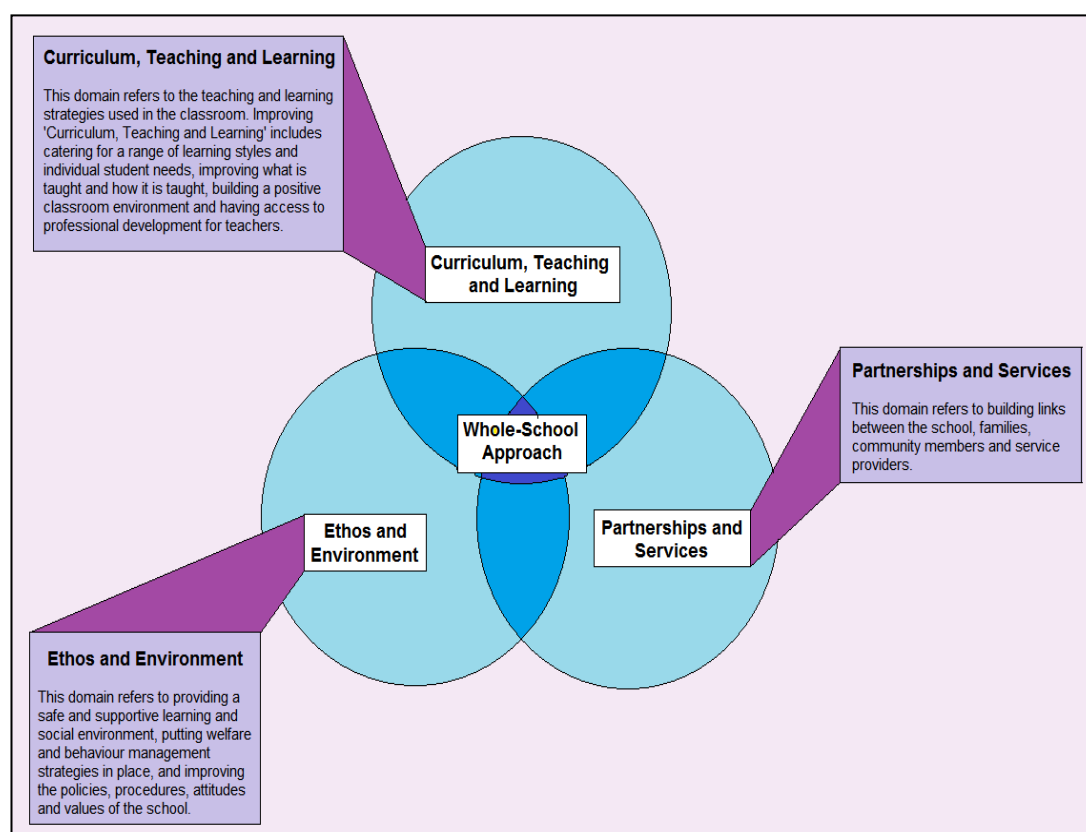 Curriculum, Teaching and Learning
This domain refers to the teaching and learning
strategies used in the classroom. Improving
'Curriculum, Teaching and Learning' includes
catering for a range of learning styles and
individual student needs, improving what is
taught and how it is taught, building a positive
classroom environment and having access to
professional development for teachers.
Curriculum, Teaching
and Learning
Partnerships and Services
This domain refers to building links
between the school, families,
community members and service
providers.
Whole-School
Approach
Ethos and
Environment
Partnerships and
Services
Ethos and Environment
This domain refers to providing a
safe and supportive learning and
social environment, putting welfare
and behaviour management
strategies in place, and improving
the policies, procedures, attitudes
and values of the school.